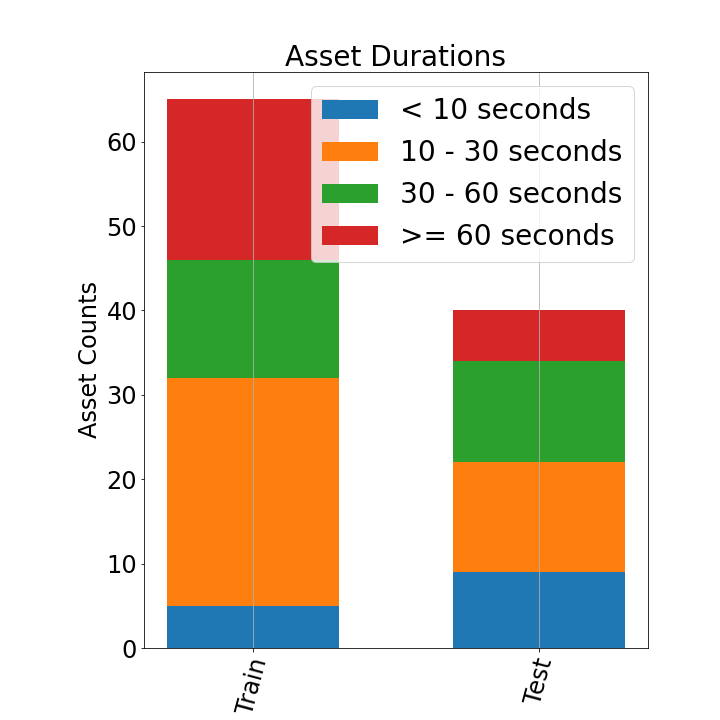 Asset Durations
< 10 seconds
10 - 30 seconds
30 - 60 seconds
>= 60 seconds
Asset Counts
60
50
40
30
20
10
0
Train
Test